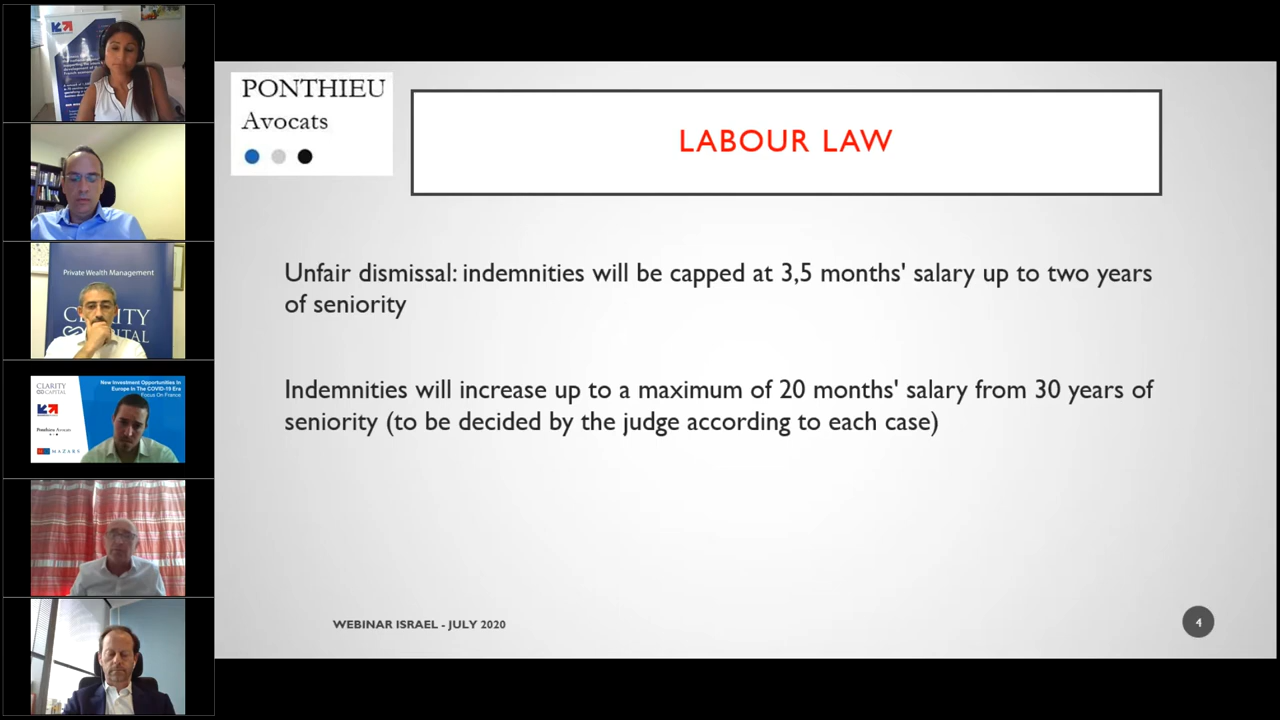 PONTHIEU
Avocats
LABOUR LAW
Unfair dismissal: indemnities will be capped at 3,5 months' salary up to two years
of seniority
Indemnities will increase up to a maximum of 20 months' salary from 30 years of
seniority (to be decided by the judge according to each case)
WEBINAR ISRAEL - JULY 2020
4
Private Wealth Management
CLARITY
CAPITAL
CLARITY
CAPITAL
New Investment Opportunities In
Europe In The COVID-19 Era
Focus On France
Ponthieu Avocats
MAZARS